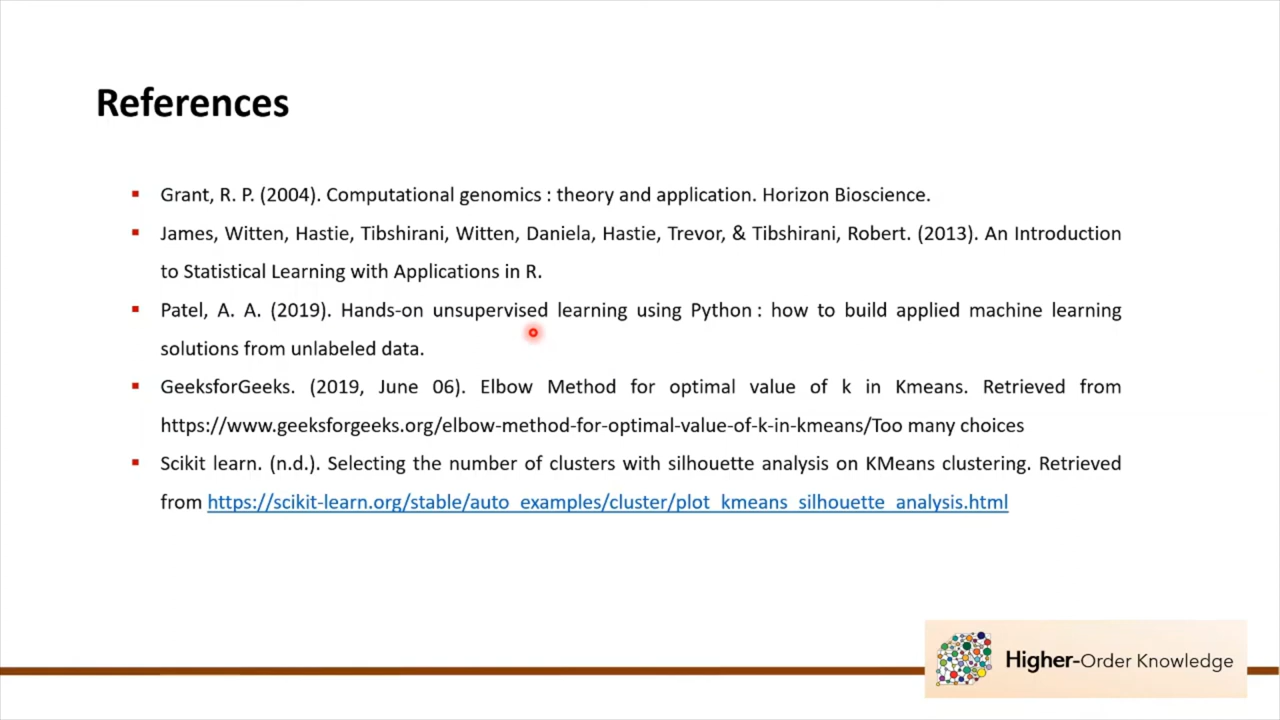 References
Grant, R. P. (2004). Computational genomics : theory and application. Horizon Bioscience.
James, Witten, Hastie, Tibshirani, Witten, Daniela, Hastie, Trevor, & Tibshirani, Robert. (2013). An Introduction
to Statistical Learning with Applications in R.
Patel, A. A. (2019). Hands-on unsupervised learning using Python : how to build applied machine learning
solutions from unlabeled data.
GeeksforGeeks. (2019, June 06). Elbow Method for optimal value of k in Kmeans. Retrieved from
https://www.geeksforgeeks.org/elbow-method-for-optimal-value-of-k-in-kmeans/Too many choices
Scikit learn. (n.d.). Selecting the number of clusters with silhouette analysis on KMeans clustering. Retrieved
from https://scikit-learn.org/stable/auto_examples/cluster/plot_kmeans_silhouette_analysis.html
Higher-Order Knowledge